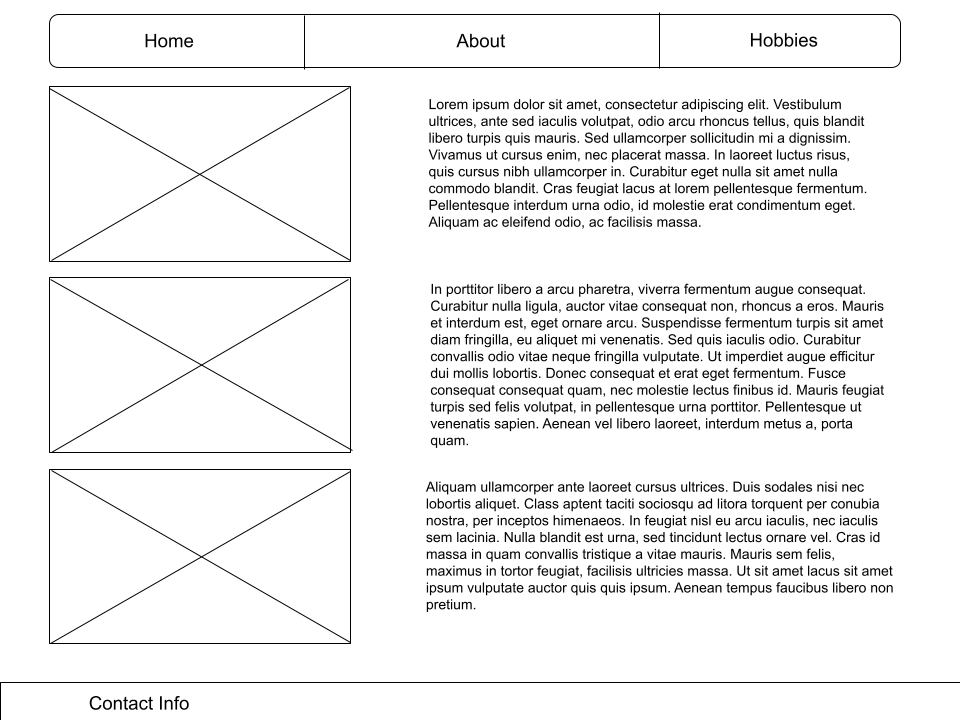 Home
About
Hobbies
Lorem ipsum dolor sit amet, consectetur adipiscing elit. Vestibulum
ultrices, ante sed iaculis volutpat, odio arcu rhoncus tellus, quis blandit
libero turpis quis mauris. Sed ullamcorper sollicitudin mi a dignissim.
Vivamus ut cursus enim, nec placerat massa. In laoreet luctus risus,
quis cursus nibh ullamcorper in. Curabitur eget nulla sit amet nulla
commodo blandit. Cras feugiat lacus at lorem pellentesque fermentum.
Pellentesque interdum urna odio, id molestie erat condimentum eget.
Aliquam ac eleifend odio, ac facilisis massa.
In porttitor libero a arcu pharetra, viverra fermentum augue consequat.
Curabitur nulla ligula, auctor vitae consequat non, rhoncus a eros. Mauris
et interdum est, eget ornare arcu. Suspendisse fermentum turpis sit amet
diam fringilla, eu aliquet mi venenatis. Sed quis iaculis odio. Curabitur
convallis odio vitae neque fringilla vulputate. Ut imperdiet augue efficitur
dui mollis lobortis. Donec consequat et erat eget fermentum. Fusce
consequat consequat quam, nec molestie lectus finibus id. Mauris feugiat
turpis sed felis volutpat, in pellentesque urna porttitor. Pellentesque ut
venenatis sapien. Aenean vel libero laoreet, interdum metus a, porta
quam.
Aliquam ullamcorper ante laoreet cursus ultrices. Duis sodales nisi nec
lobortis aliquet. Class aptent taciti sociosqu ad litora torquent per conubia
nostra, per inceptos himenaeos. In feugiat nisl eu arcu iaculis, nec iaculis
sem lacinia. Nulla blandit est urna, sed tincidunt lectus ornare vel. Cras id
massa in quam convallis tristique a vitae mauris. Mauris sem felis,
maximus in tortor feugiat, facilisis ultricies massa. Ut sit amet lacus sit amet
ipsum vulputate auctor quis quis ipsum. Aenean tempus faucibus libero non
pretium.
Contact Info